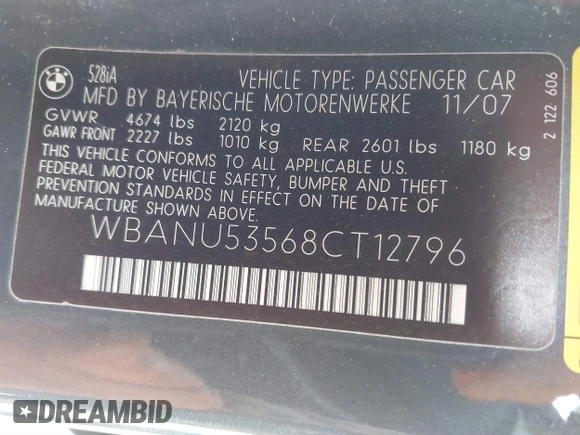 528iA
VEHICLE TYPE: PASSENGER CAR
MFD BY BAYERISCHE MOTORENWERKE 11/07
GVWR 4674 lbs 2120 kg
GAWR FRONT 2227 lbs 1010 kg REAR 2601 lbs 1180 kg
THIS VEHICLE CONFORMS TO ALL APPLICABLE U.S.
FEDERAL MOTOR VEHICLE SAFETY, BUMPER AND THEFT
PREVENTION STANDARDS IN EFFECT ON THE DATE
OF MANUFACTURE SHOWN ABOVE.
WBANU53568CT12796
2 122 606
DREAMBID